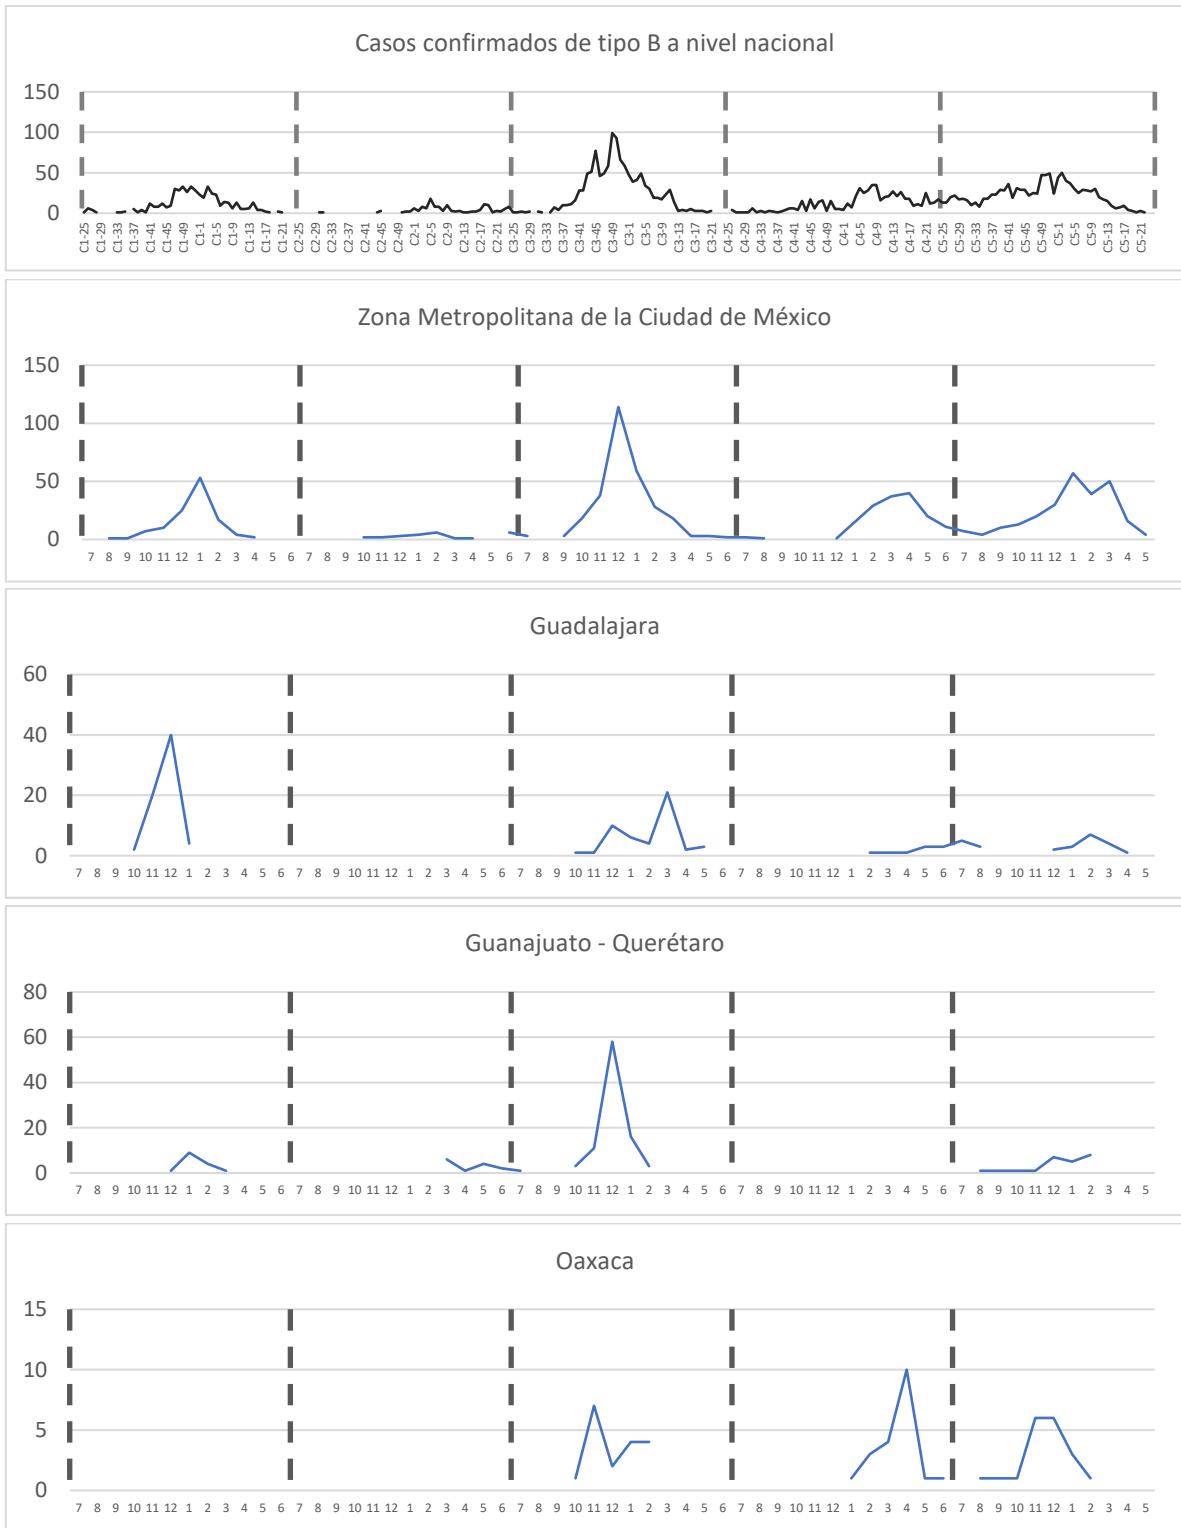 Casos confirmados de tipo B a nivel nacional
150
100
50
0
C1-25 C1-29 C1-33 C1-37 C1-41 C1-45 C1-49 C1-1 C1-5 C1-9 C1-13 C1-17 C1-21 C2-25 C2-29 C2-33 C2-37 C2-41 C2-45 C2-49 C2-1 C2-5 C2-9 C2-13 C2-17 C2-21 C3-25 C3-29 C3-33 C3-37 C3-41 C3-45 C3-49 C3-1 C3-5 C3-9 C3-13 C3-17 C3-21 C4-25 C4-29 C4-33 C4-37 C4-41 C4-45 C4-49 C4-1 C4-5 C4-9 C4-13 C4-17 C4-21 C5-25 C5-29 C5-33 C5-37 C5-41 C5-45 C5-49 C5-1 C5-5 C5-9 C5-13 C5-17 C5-21
Zona Metropolitana de la Ciudad de México
150
100
50
0
7 8 9 10 11 12 1 2 3 4 5 6 7 8 9 10 11 12 1 2 3 4 5 6 7 8 9 10 11 12 1 2 3 4 5 6 7 8 9 10 11 12 1 2 3 4 5 6 7 8 9 10 11 12 1 2 3 4 5
Guadalajara
60
40
20
0
7 8 9 10 11 12 1 2 3 4 5 6 7 8 9 10 11 12 1 2 3 4 5 6 7 8 9 10 11 12 1 2 3 4 5 6 7 8 9 10 11 12 1 2 3 4 5 6 7 8 9 10 11 12 1 2 3 4 5
Guanajuato - Querétaro
80
60
40
20
0
7 8 9 10 11 12 1 2 3 4 5 6 7 8 9 10 11 12 1 2 3 4 5 6 7 8 9 10 11 12 1 2 3 4 5 6 7 8 9 10 11 12 1 2 3 4 5 6 7 8 9 10 11 12 1 2 3 4 5
Oaxaca
15
10
5
0
7 8 9 10 11 12 1 2 3 4 5 6 7 8 9 10 11 12 1 2 3 4 5 6 7 8 9 10 11 12 1 2 3 4 5 6 7 8 9 10 11 12 1 2 3 4 5 6 7 8 9 10 11 12 1 2 3 4 5